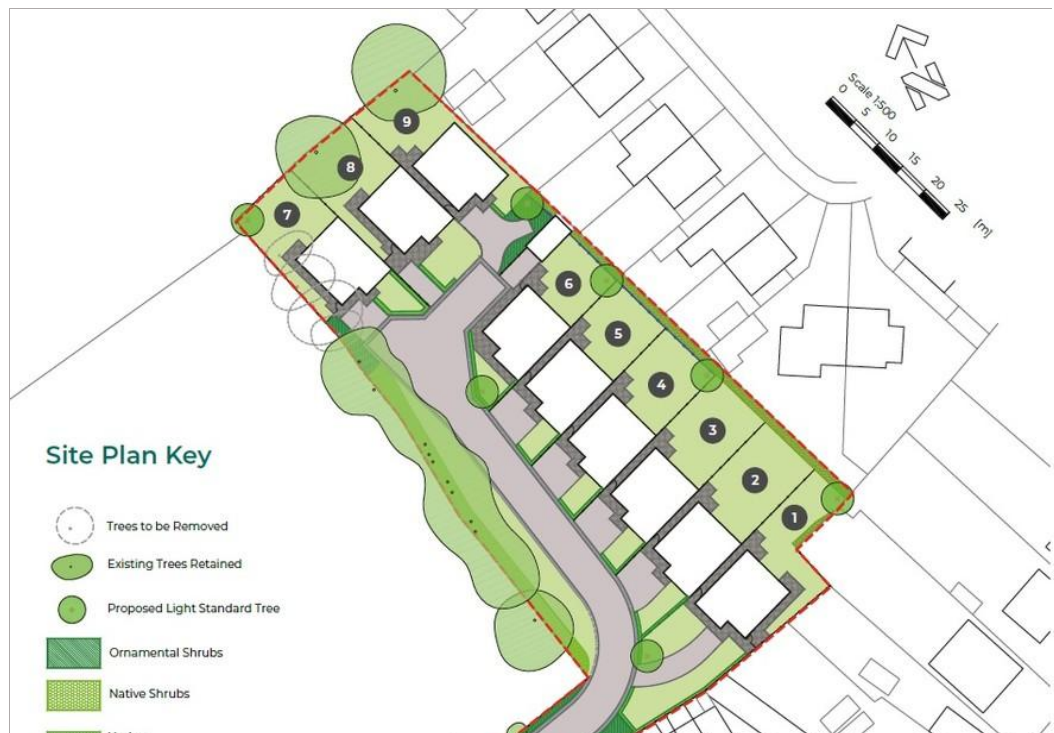 Scale 1:500
0 5 10 15 20 25 [m]
N
9
8
7
6
5
4
3
2
1
Site Plan Key
Trees to be Removed
Existing Trees Retained
Proposed Light Standard Tree
Ornamental Shrubs
Native Shrubs